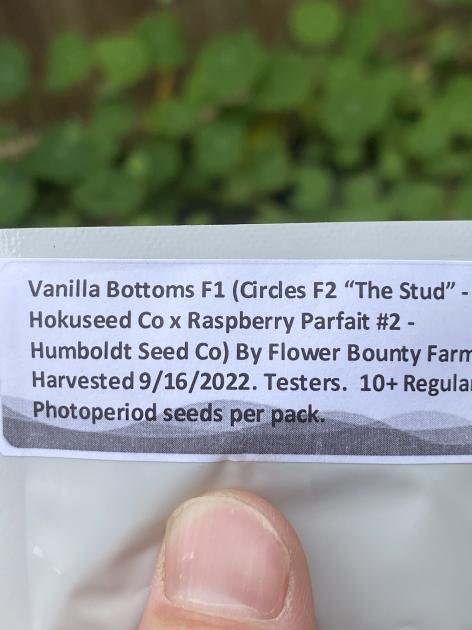 Vanilla Bottoms F1 (Circles F2 “The Stud” -
Hokuseed Co x Raspberry Parfait #2 -
Humboldt Seed Co) By Flower Bounty Farm
Harvested 9/16/2022. Testers. 10+ Regula
Photoperiod seeds per pack.